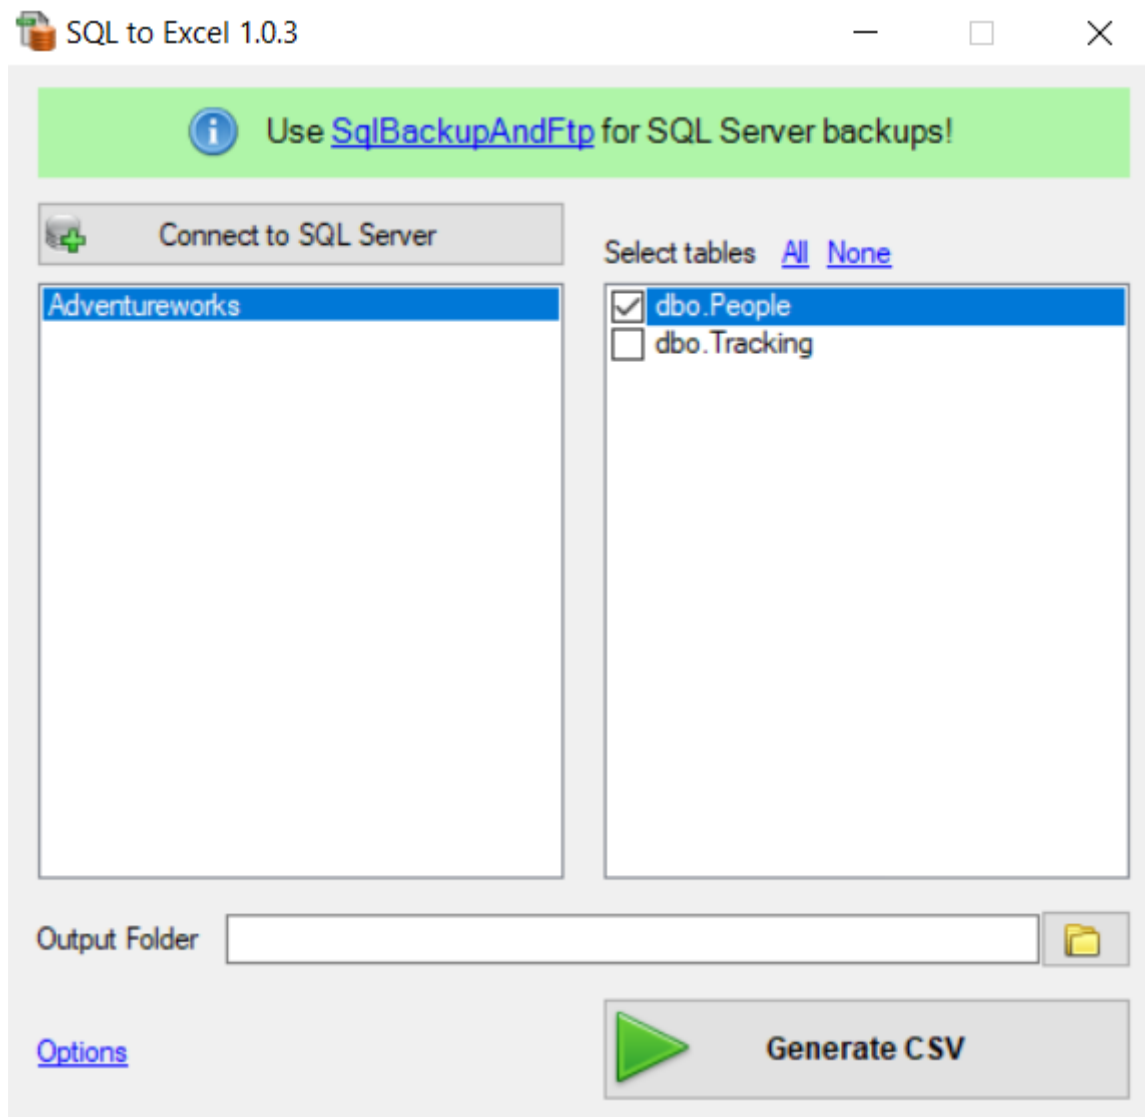 SQL to Excel 1.0.3
Use SqlBackupAndFtp for SQL Server backups!
Connect to SQL Server
Select tables All None
Adventureworks
dbo.People
dbo.Tracking
Output Folder
Options
Generate CSV